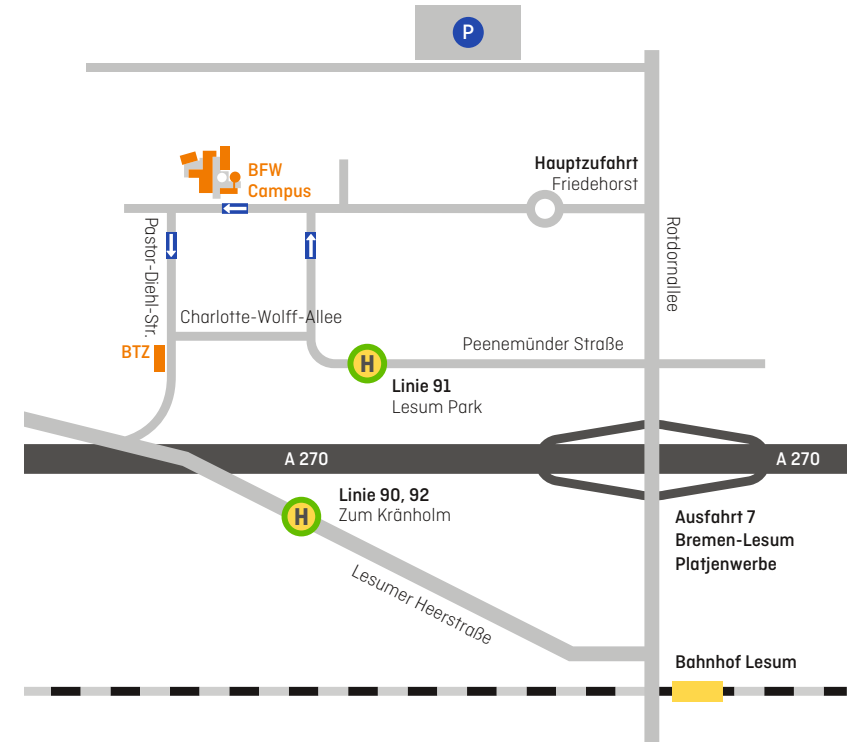 P
BFW
Campus
Hauptzufahrt
Friedehorst
Pastor-Diehl-Str.
Rotdornallee
Charlotte-Wolff-Allee
BTZ
Peenemünder Straße
H
Linie 91
Lesum Park
A 270
A 270
Linie 90, 92
H
Zum Kränholm
Ausfahrt 7
Bremen-Lesum
Platjenwerbe
Lesumer Heerstraße
Bahnhof Lesum